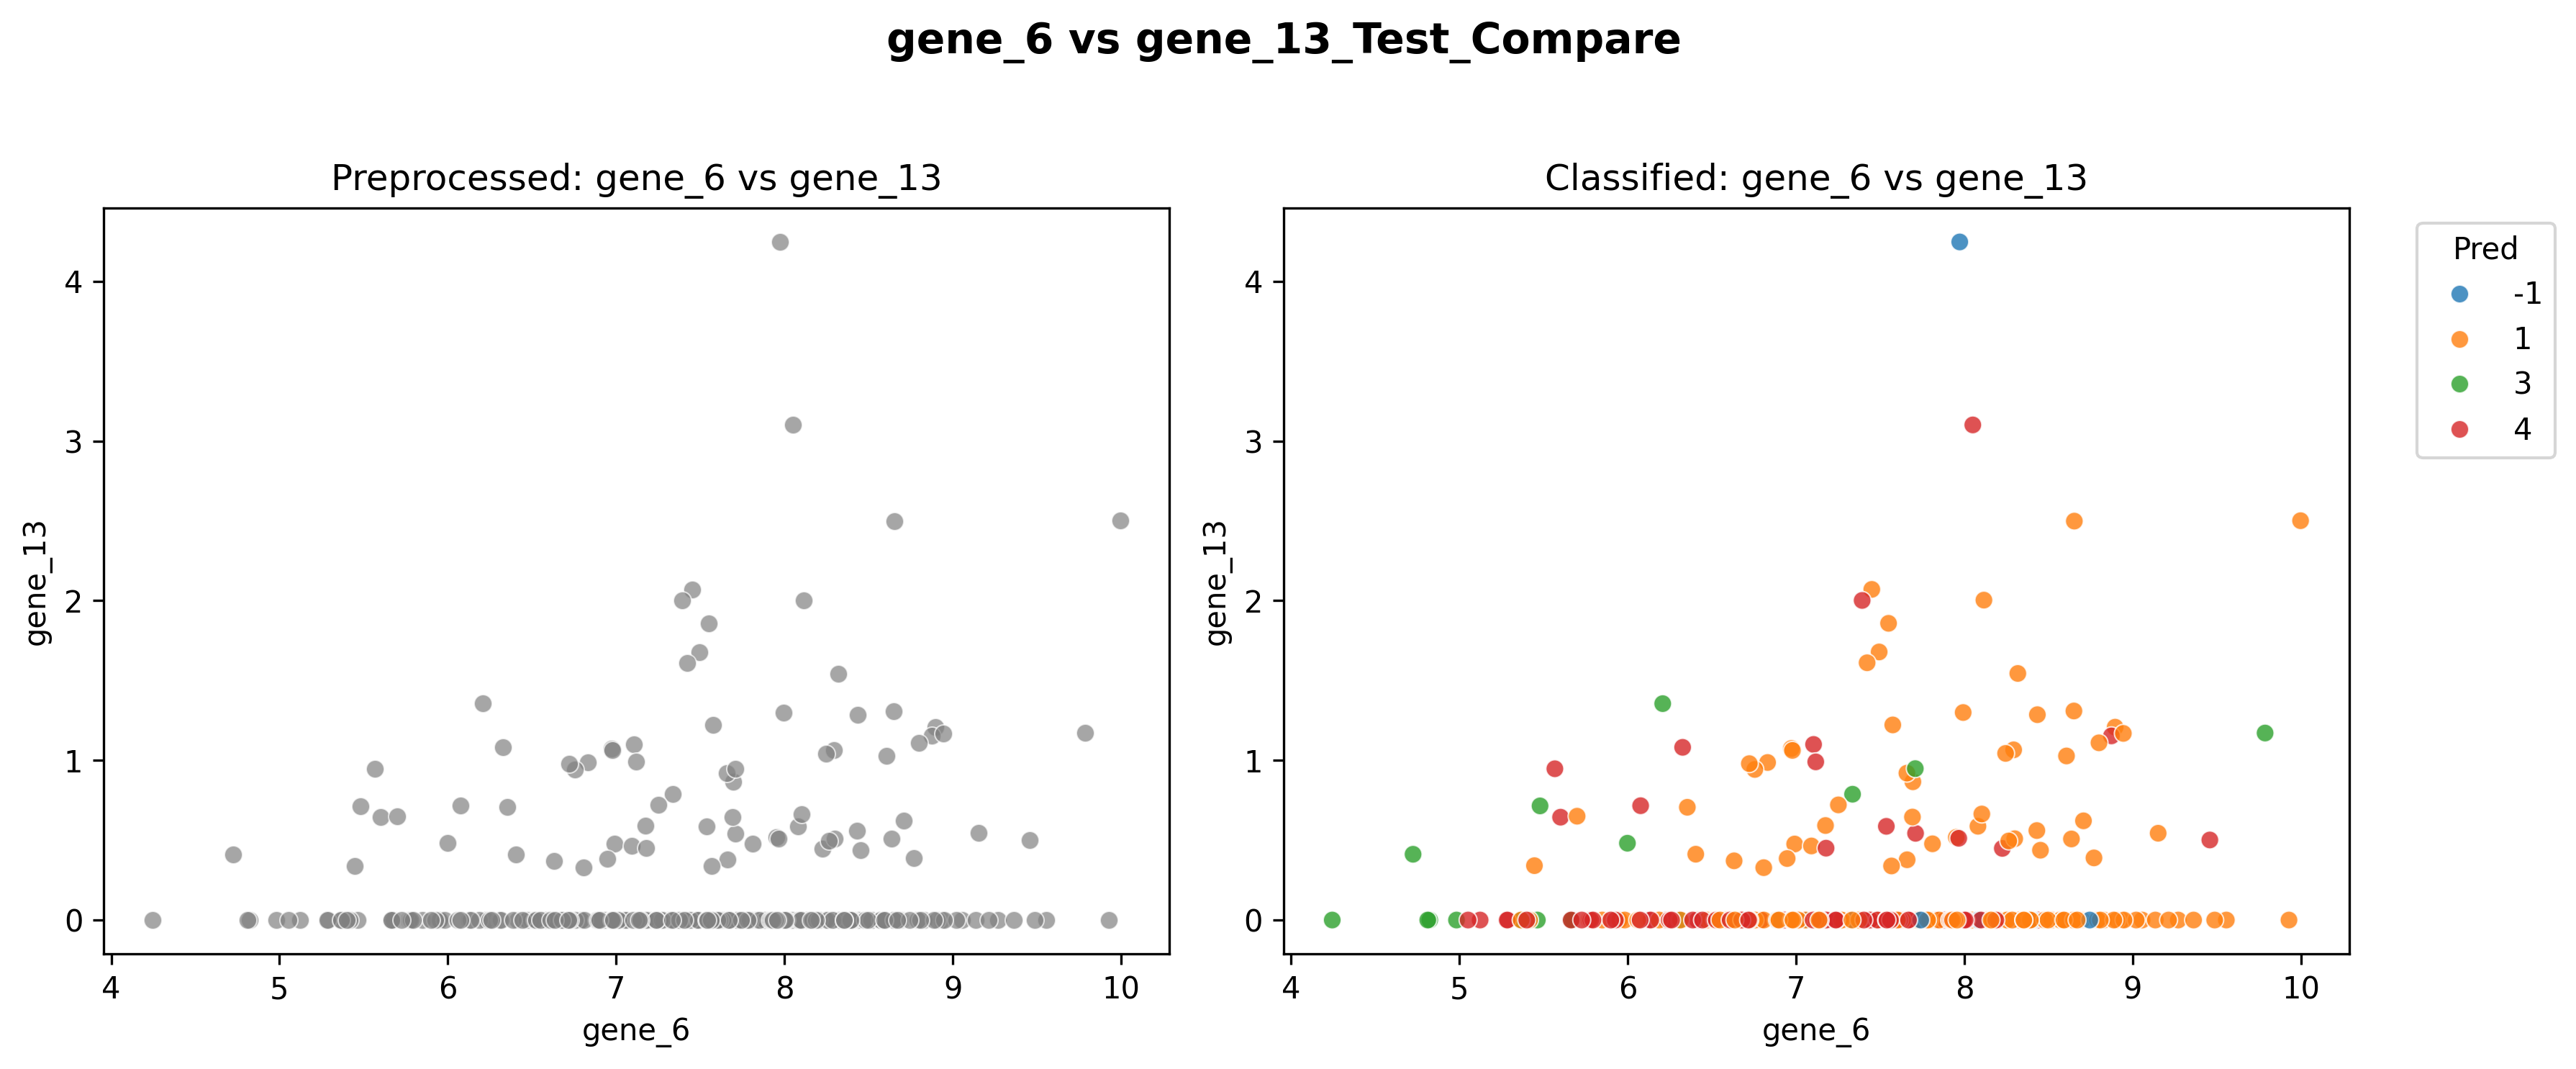 gene_6 vs gene_13_Test_Compare
Preprocessed: gene_6 vs gene_13
4
3
2
1
0
gene_13
4 5 6 7 8 9 10
gene_6
Classified: gene_6 vs gene_13
4
3
2
1
0
gene_13
4 5 6 7 8 9 10
gene_6
Pred
-1
1
3
4